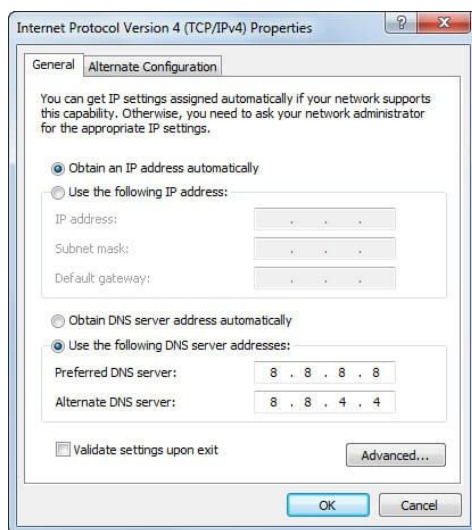 Internet Protocol Version 4 (TCP/IPv4) Properties
?
General
Alternate Configuration
You can get IP settings assigned automatically if your network supports
this capability. Otherwise, you need to ask your network administrator
for the appropriate IP settings.
Obtain an IP address automatically
Use the following IP address:
IP address:
. . .
Subnet mask:
. . .
Default gateway:
. . .
Obtain DNS server address automatically
Use the following DNS server addresses:
Preferred DNS server:
8 . 8 . 8 . 8
Alternate DNS server:
8 . 8 . 4 . 4
Validate settings upon exit
Advanced...
OK
Cancel